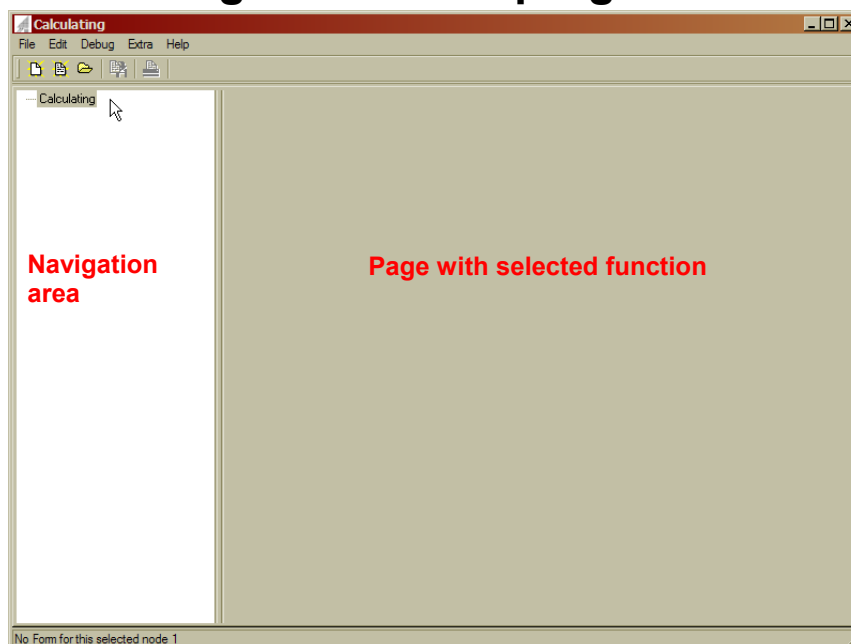 Calculating
File Edit Debug Extra Help
Calculating
Navigation
area
Page with selected function
No Form for this selected node 1